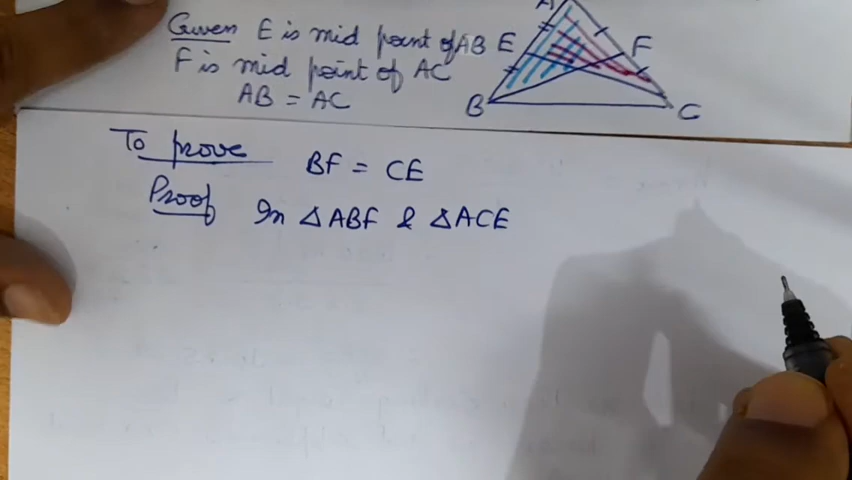 Given E is mid point of AB
F is mid point of AC
AB = AC
A
E
F
B
C
To prove BF = CE
Proof In △ABF & △ACE